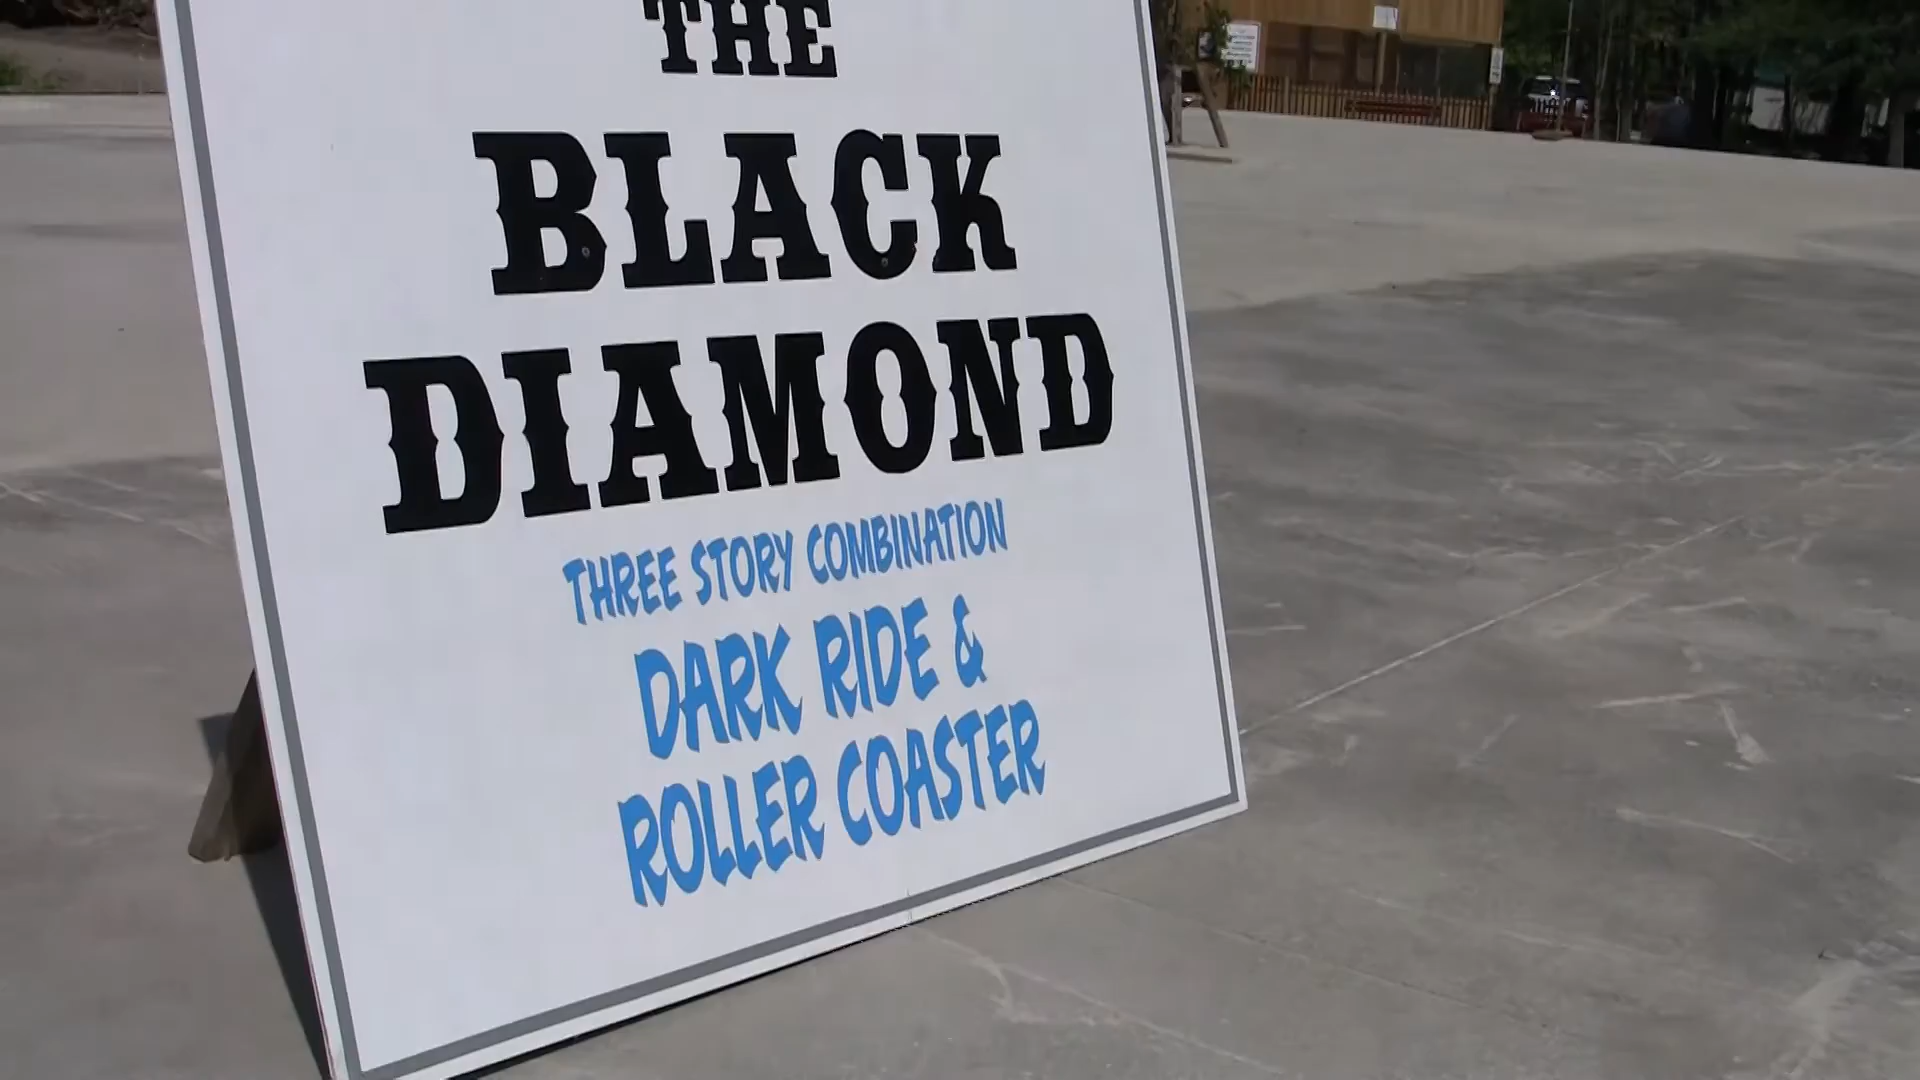 THE
BLACK
DIAMOND
THREE STORY COMBINATION
DARK RIDE &
ROLLER COASTER